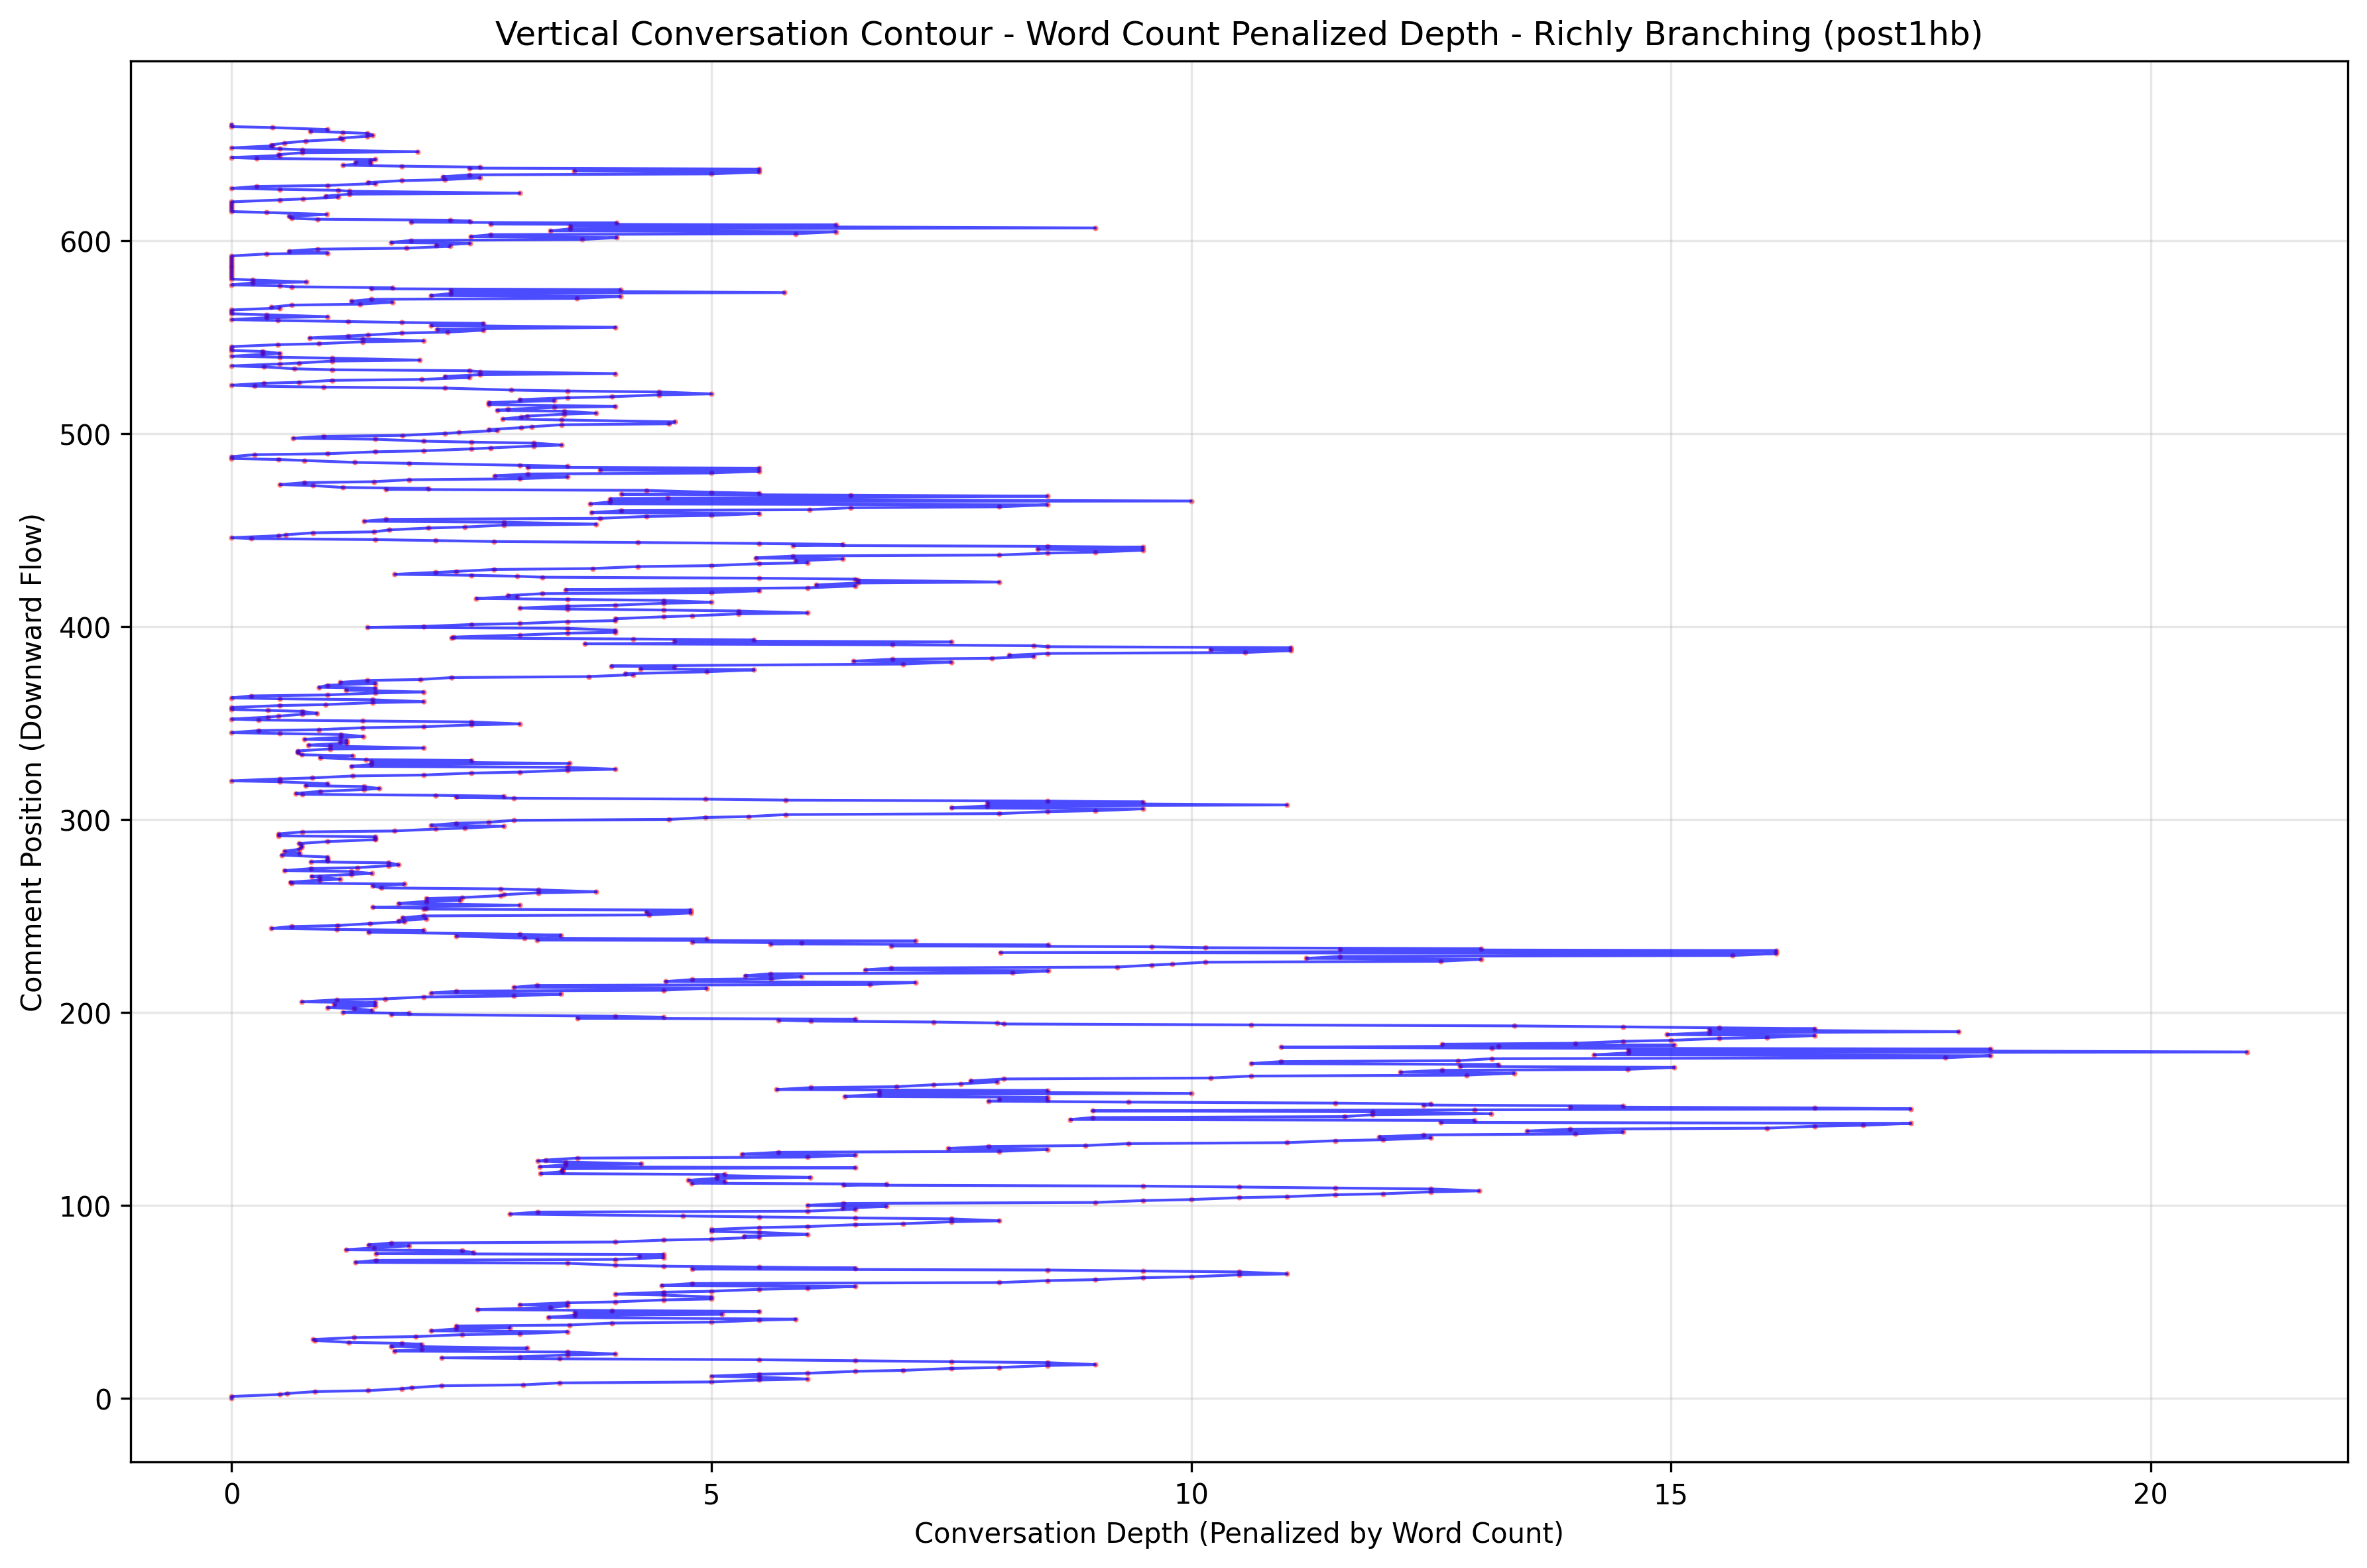 Vertical Conversation Contour - Word Count Penalized Depth - Richly Branching (post1hb)
Comment Position (Downward Flow)
600
500
400
300
200
100
0
0 5 10 15 20
Conversation Depth (Penalized by Word Count)